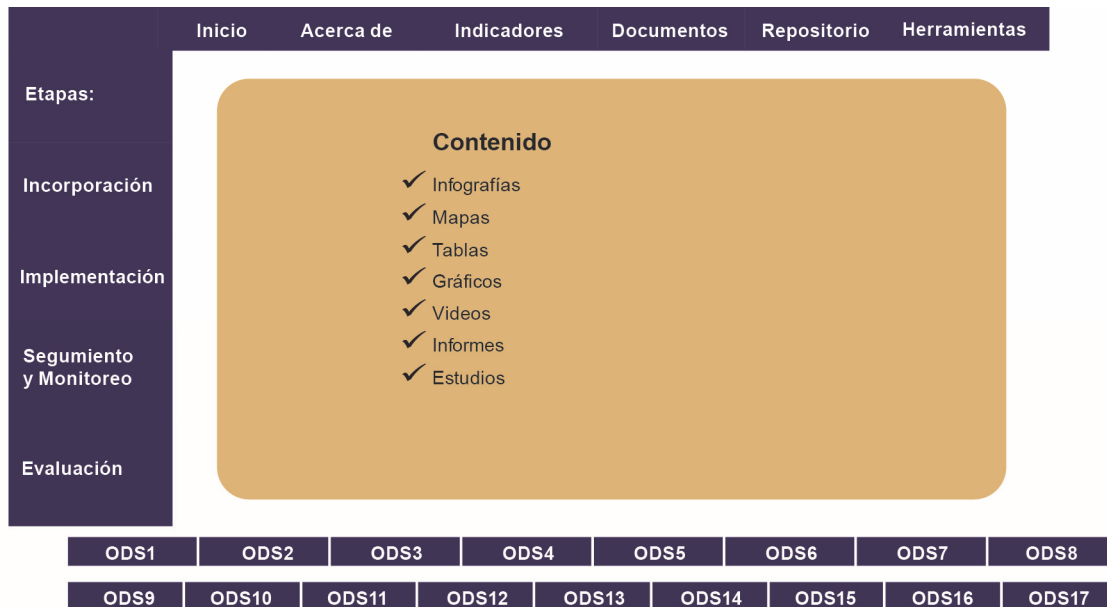 Inicio Acerca de Indicadores Documentos Repositorio Herramientas
Etapas:
Incorporación
Implementación
Segumiento
y Monitoreo
Evaluación
Contenido
Infografías
Mapas
Tablas
Gráficos
Videos
Informes
Estudios
ODS1 ODS2 ODS3 ODS4 ODS5 ODS6 ODS7 ODS8
ODS9 ODS10 ODS11 ODS12 ODS13 ODS14 ODS15 ODS16 ODS17